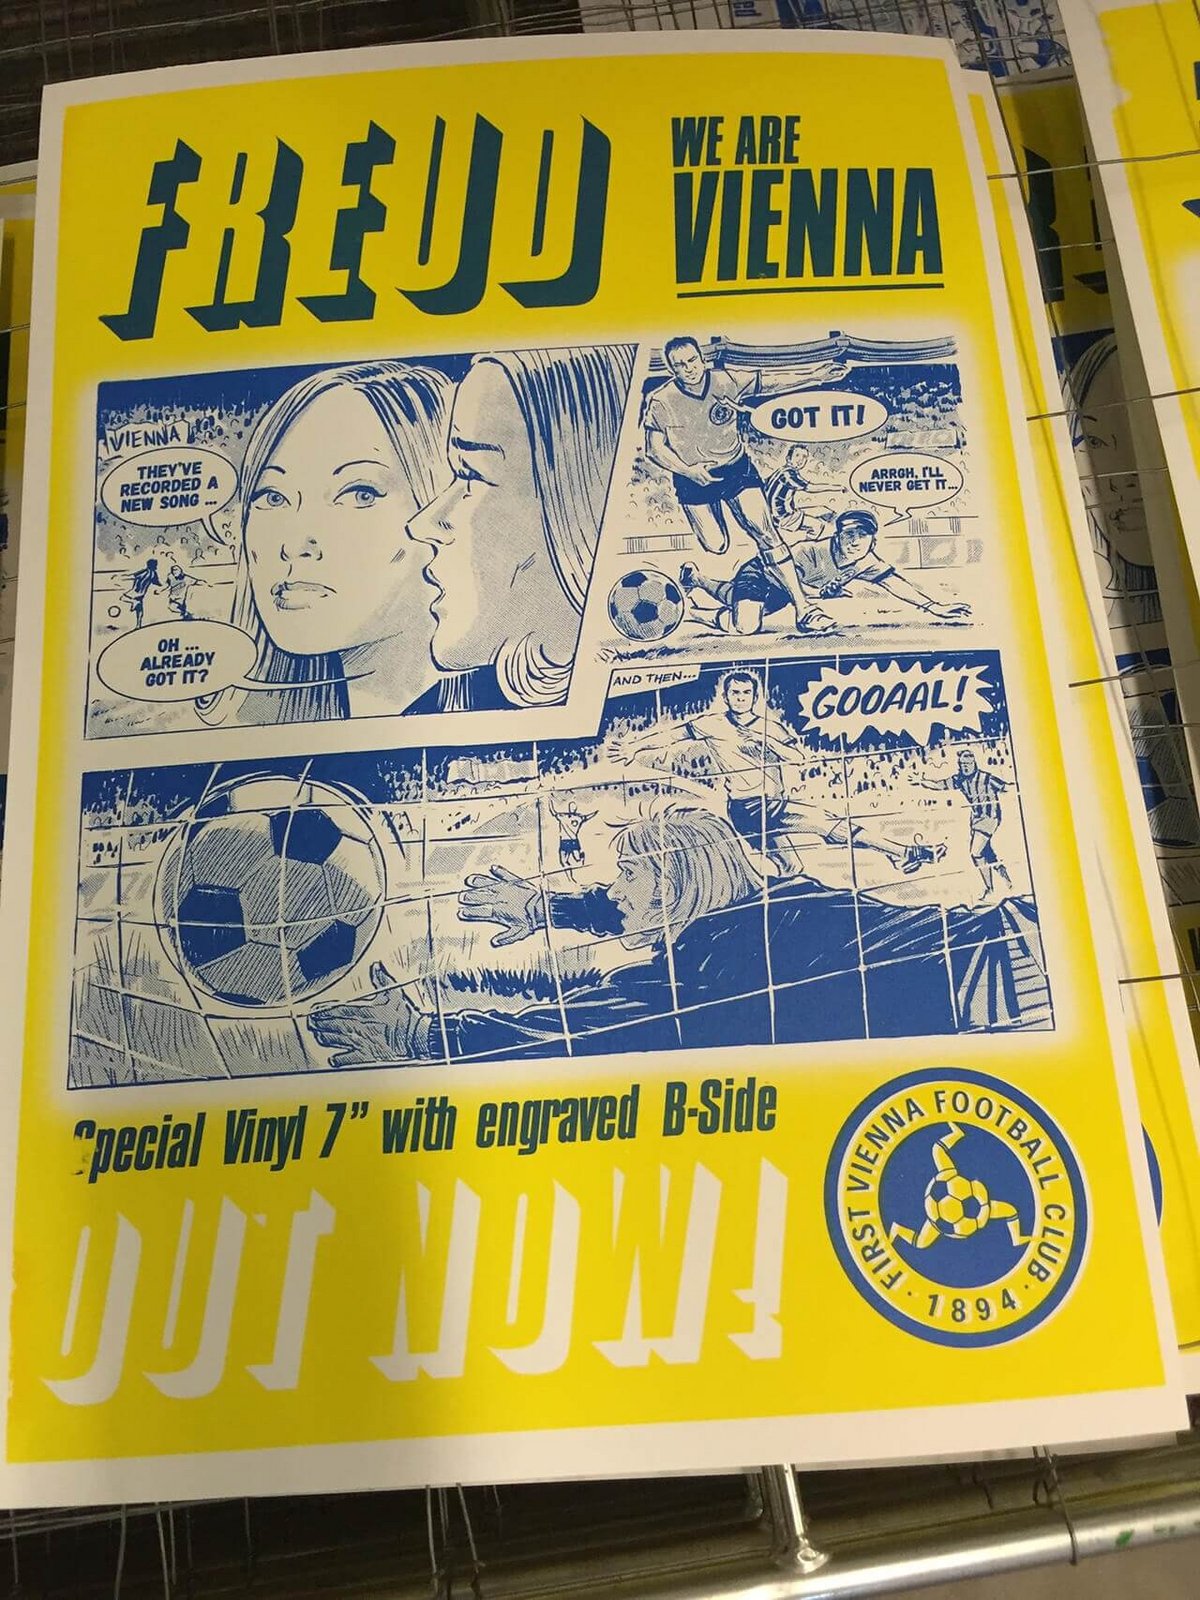 FREUD
WE ARE
VIENNA
VIENNA
THEY'VE
RECORDED A
NEW SONG ...
OH ...
ALREADY
GOT IT?
GOT IT!
ARRGH, I'LL
NEVER GET IT...
AND THEN...
GOOAAL!
Special Vinyl 7" with engraved B-Side
OUT NOW!
FIRST VIENNA FOOTBALL CLUB
· 1894 ·